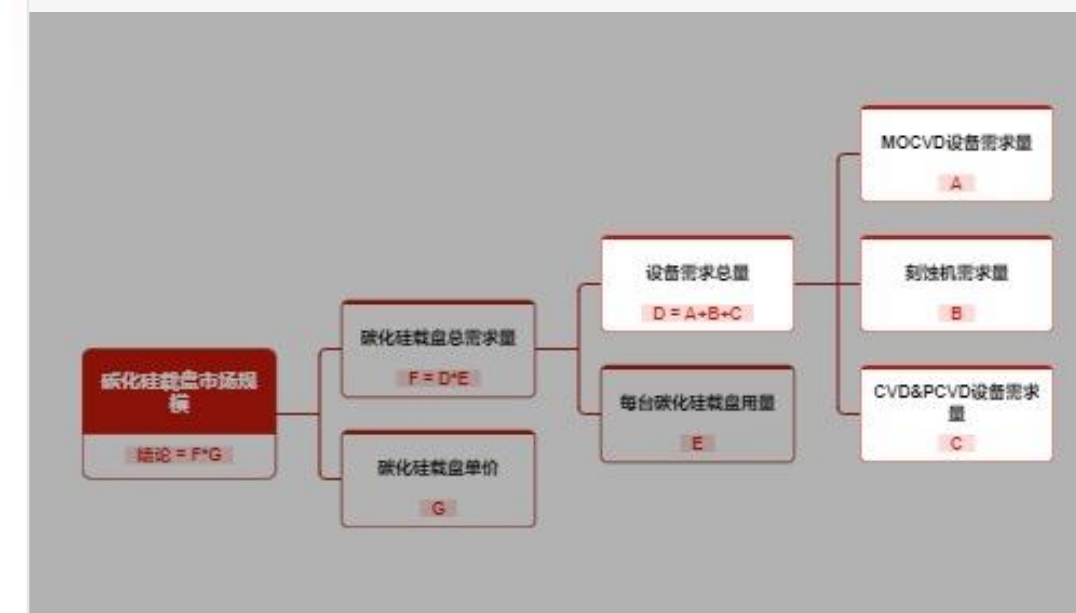 MOCVD设备需求量
A
设备需求总量
D = A+B+C
刻蚀机需求量
B
碳化硅载盘总需求量
F = D*E
碳化硅载盘市场规
模
结论 = F*G
每台碳化硅载盘用量
E
CVD&PCVD设备需求
量
C
碳化硅载盘单价
G